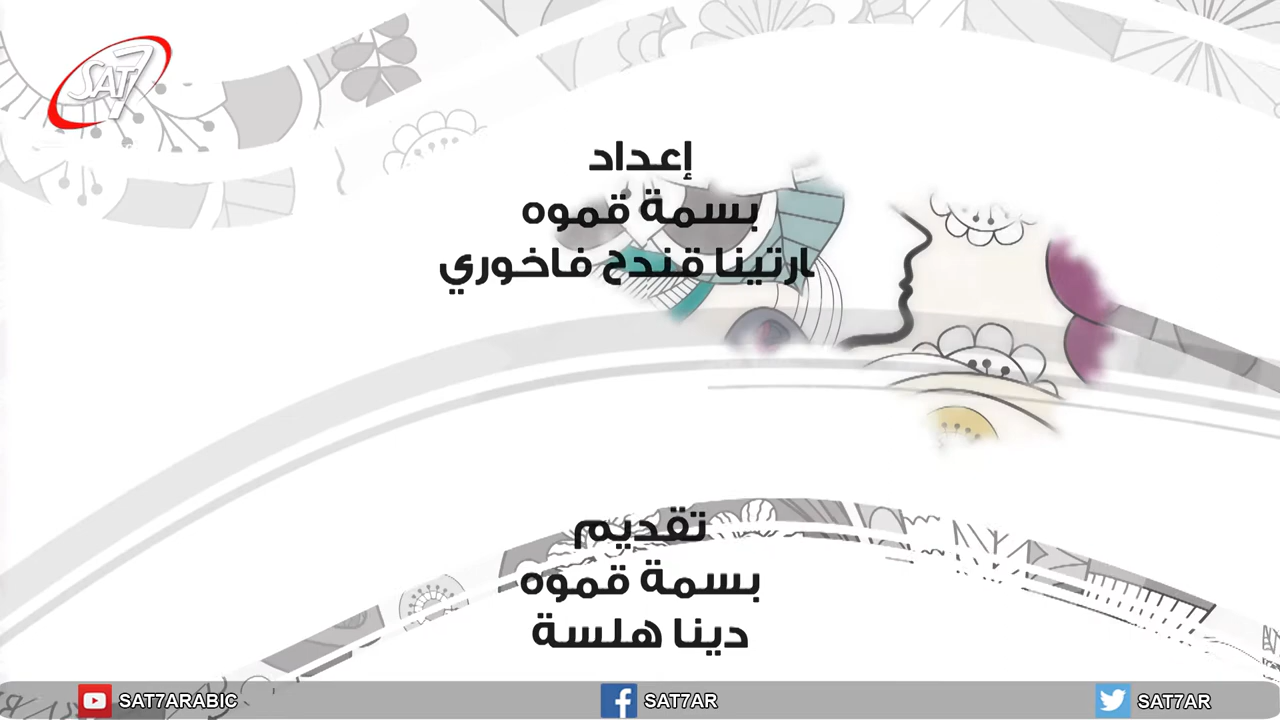 SAT7
إعداد
بسمة قموه
ارتينا قندح فاخوري
تقديم
بسمة قموه
دينا هلسة
SAT7ARABIC
SAT7AR
SAT7AR